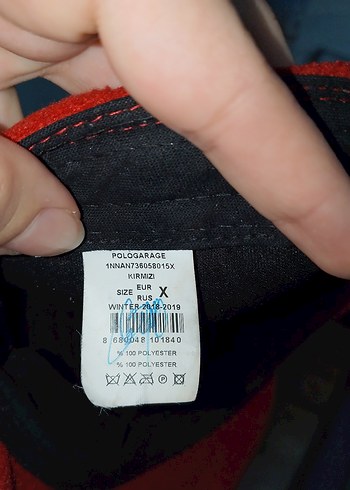 POLOGARAGE
1NNAN736058015X
KIRMIZI
SIZE EUR RUS X
WINTER-2018-2019
8 680048 101840
% 100 POLYESTER
% 100 POLYESTER
P